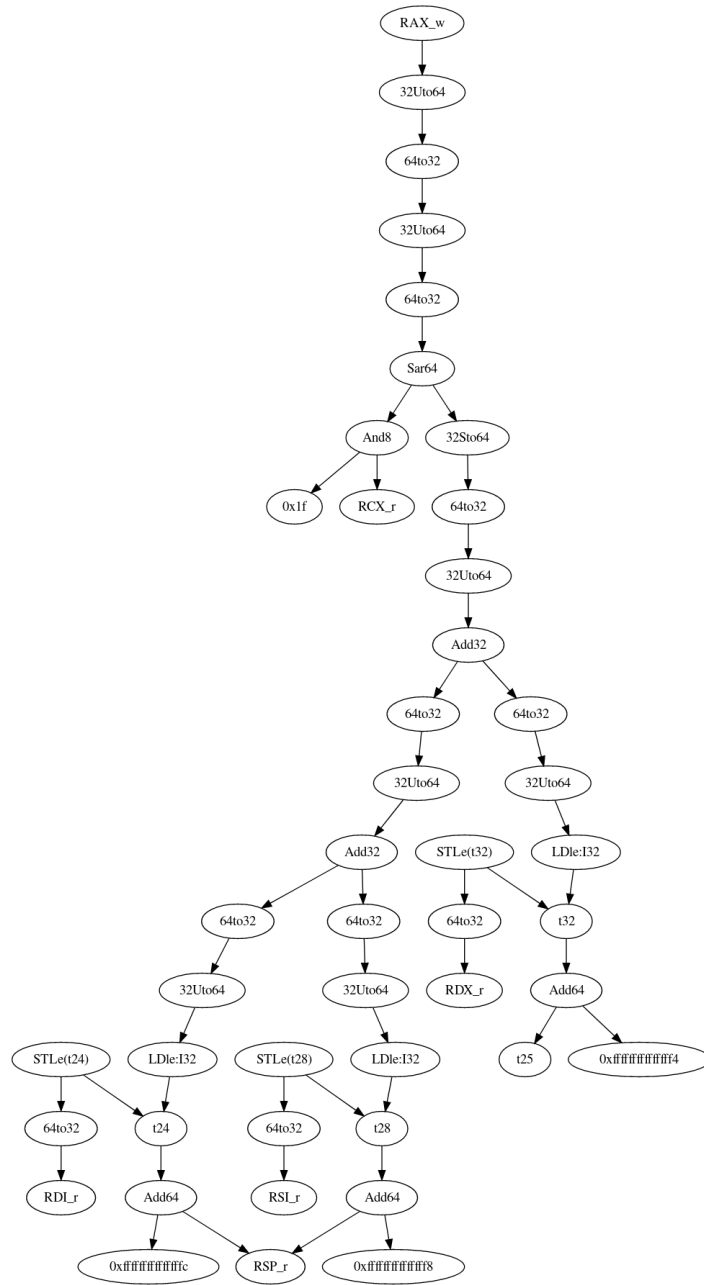 RAX_w
32Uto64
64to32
32Uto64
64to32
Sar64
And8
32Sto64
0x1f
RCX_r
64to32
32Uto64
Add32
64to32
64to32
32Uto64
32Uto64
Add32
STLe(t32)
LDle:I32
64to32
64to32
64to32
t32
32Uto64
32Uto64
RDX_r
Add64
STLe(t24)
LDle:I32
STLe(t28)
LDle:I32
t25
0xfffffffffffffff4
64to32
t24
64to32
t28
RDI_r
Add64
RSI_r
Add64
0xfffffffffffffffc
RSP_r
0xfffffffffffffff8